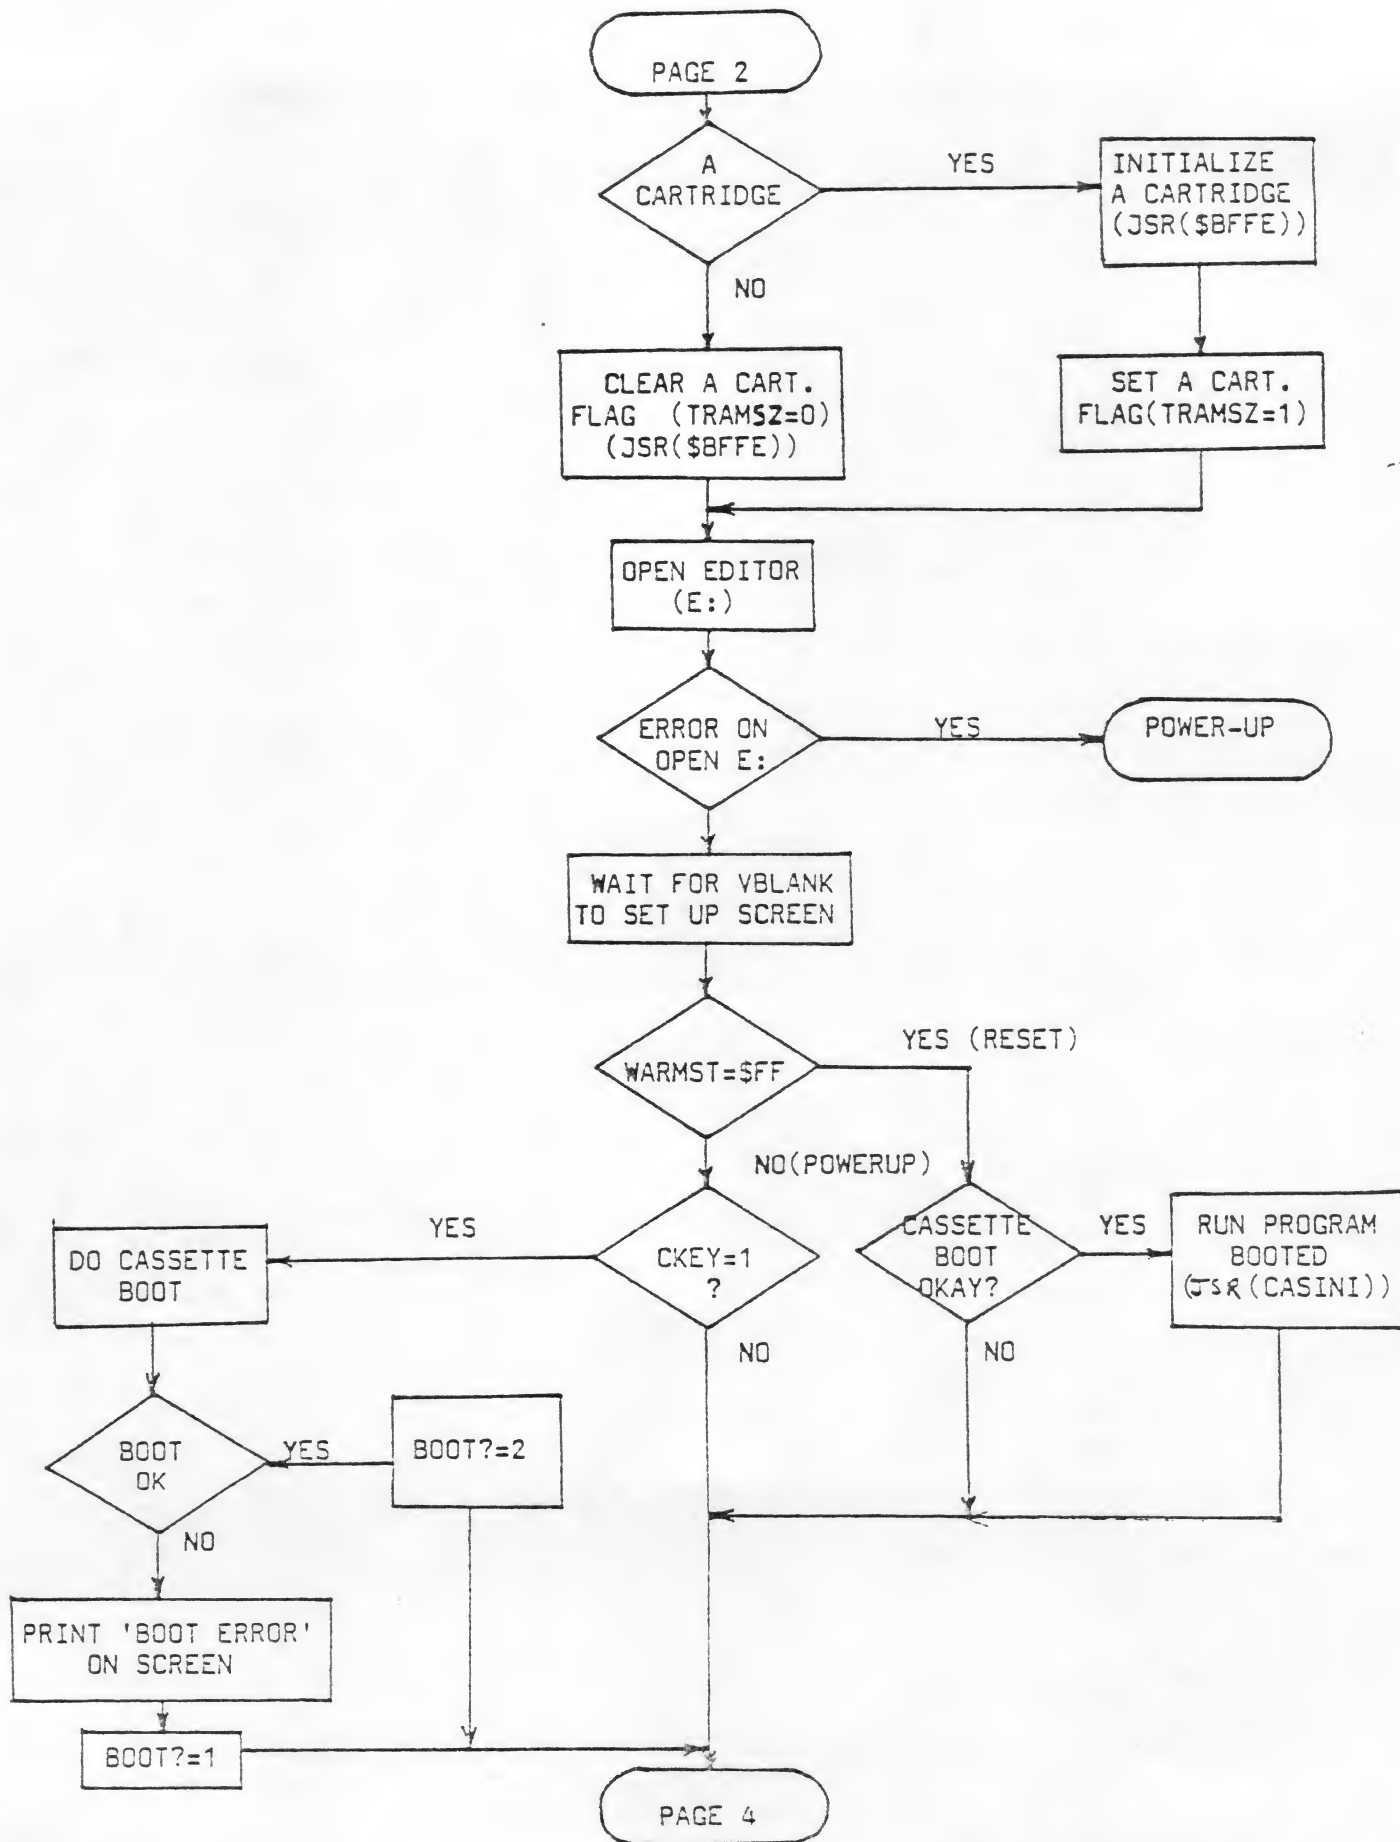 PAGE 2
A
CARTRIDGE
YES
INITIALIZE
A CARTRIDGE
(JSR($BFFE))
NO
CLEAR A CART.
FLAG (TRAMSZ=0)
(JSR($BFFE))
SET A CART.
FLAG(TRAMSZ=1)
OPEN EDITOR
(E:)
ERROR ON
OPEN E:
YES
POWER-UP
WAIT FOR VBLANK
TO SET UP SCREEN
WARMST=$FF
YES (RESET)
NO(POWERUP)
CKEY=1
?
YES
DO CASSETTE
BOOT
CASSETTE
BOOT
OKAY?
YES
RUN PROGRAM
BOOTED
(JSR(CASINI))
NO
NO
BOOT
OK
YES
BOOT?=2
NO
PRINT 'BOOT ERROR'
ON SCREEN
BOOT?=1
PAGE 4